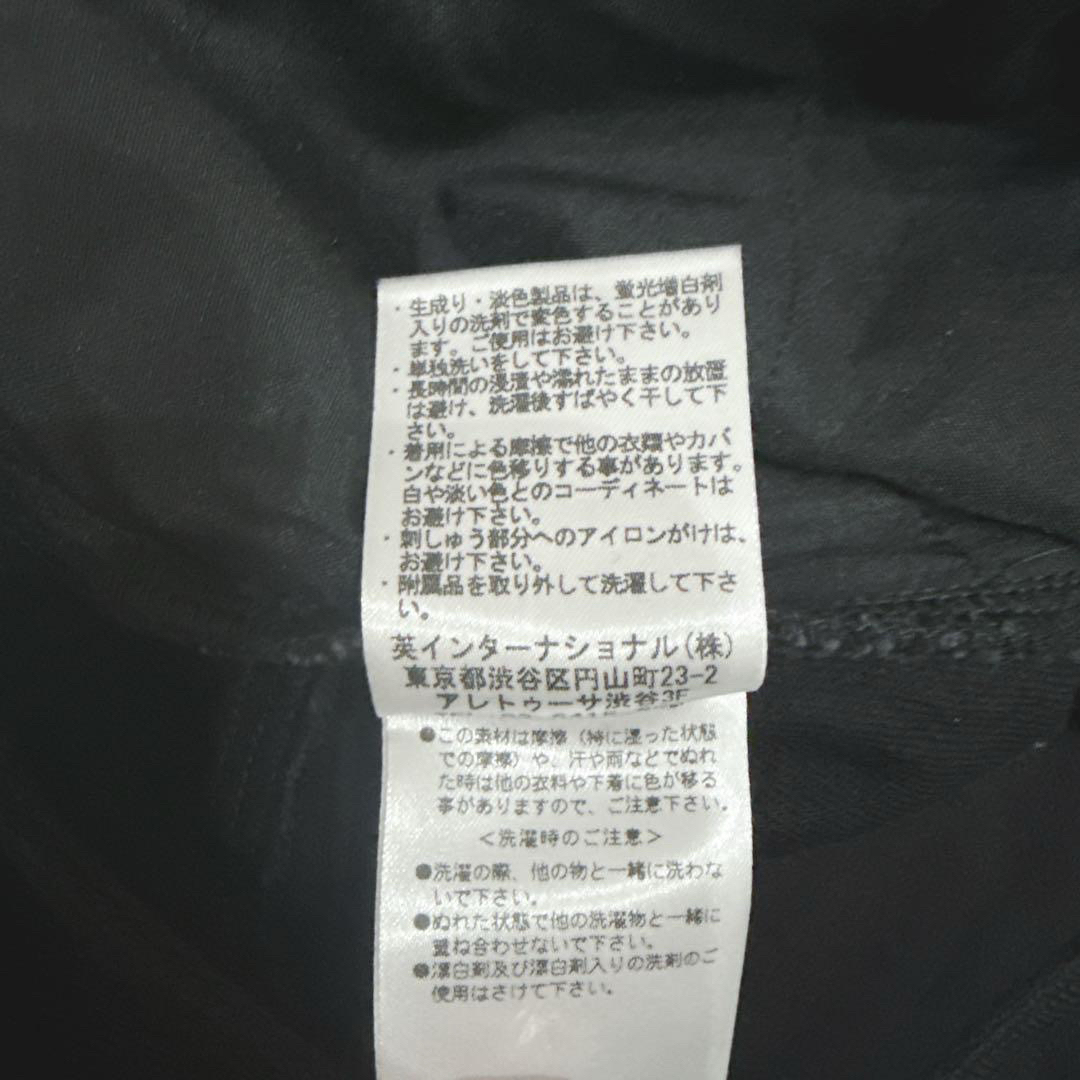 ・生成り・淡色製品は、蛍光増白剤
入りの洗剤で変色することがあり
ます。ご使用はお避け下さい。
・単独洗いをして下さい。
・長時間の浸漬や濡れたままの放置
は避け、洗濯後すばやく干して下
さい。
・着用による摩擦で他の衣類やカバ
ンなどに色移りする事があります。
白や淡い色とのコーディネートは
お避け下さい。
・刺しゅう部分へのアイロンがけは、
お避け下さい。
・附属品を取り外して洗濯して下さ
い。
英インターナショナル(株)
東京都渋谷区円山町23-2
アレトゥーサ渋谷3F
●この素材は摩擦(特に湿った状態
での摩擦)や、汗や雨などでぬれ
た時は他の衣料や下着に色が移る
事がありますので、ご注意下さい。
<洗濯時のご注意>
●洗濯の際、他の物と一緒に洗わな
いで下さい。
●ぬれた状態で他の洗濯物と一緒に
重ね合わせないで下さい。
●漂白剤及び漂白剤入りの洗剤のご
使用はさけて下さい。